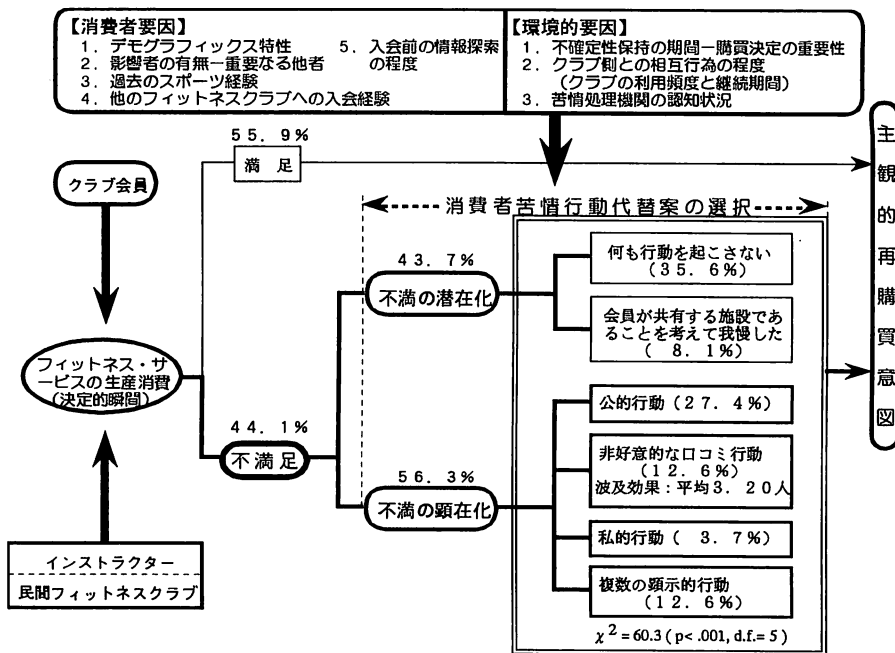 【消費者要因】
1. デモグラフィックス特性
2. 影響者の有無ー重要なる他者
3. 過去のスポーツ経験
4. 他のフィットネスクラブへの入会経験
5. 入会前の情報探索
の程度
【環境的要因】
1. 不確定性保持の期間ー購買決定の重要性
2. クラブ側との相互行為の程度
(クラブの利用頻度と継続期間)
3. 苦情処理機関の認知状況
55.9%
満足
クラブ会員
消費者苦情行動代替案の選択
43.7%
不満の潜在化
何も行動を起こさない
(35.6%)
会員が共有する施設であ
ることを考えて我慢した
( 8.1%)
フィットネス・サ
ービスの生産消費
(決定的瞬間)
44.1%
不満足
56.3%
不満の顕在化
公的行動(27.4%)
非好意的な口コミ行動
(12.6%)
波及効果:平均3.20人
私的行動( 3.7%)
複数の顕示的行動
(12.6%)
χ²=60.3(p<.001, d.f.=5)
インストラクター
民間フィットネスクラブ
主観的再購買意図